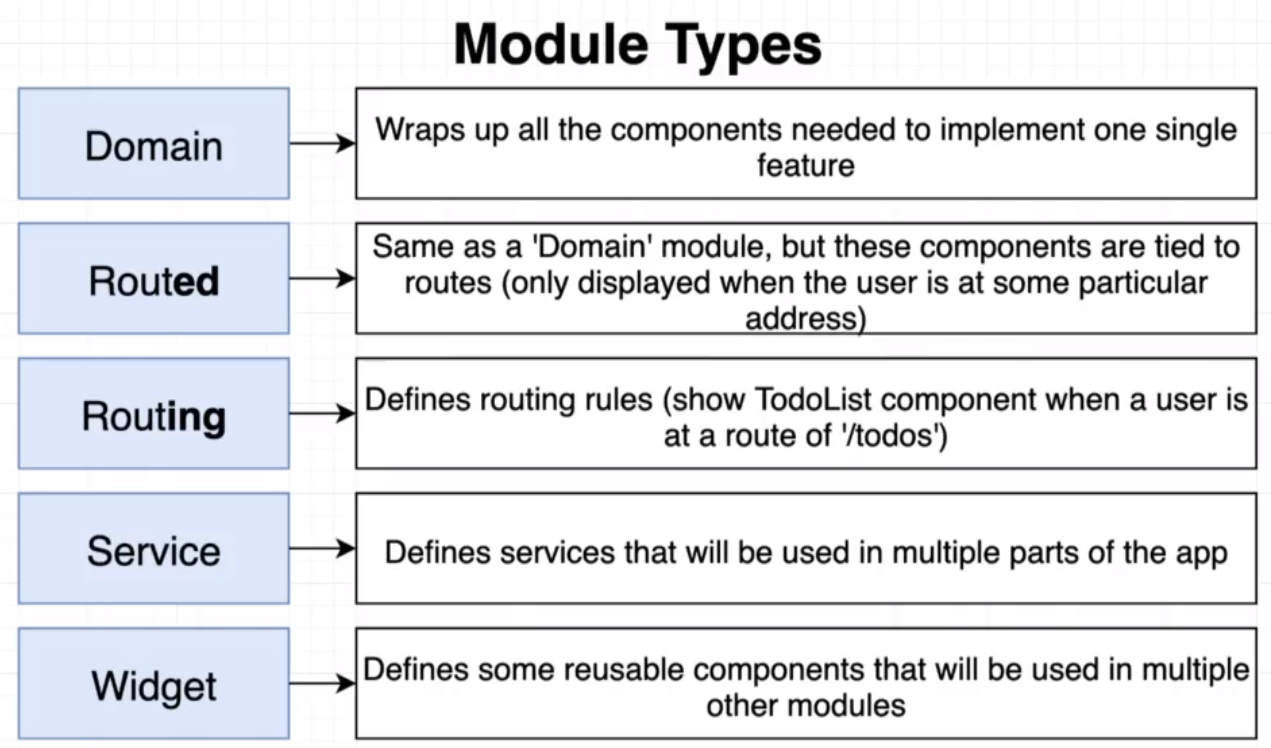 Module Types
Domain
Wraps up all the components needed to implement one single
feature
Routed
Same as a 'Domain' module, but these components are tied to
routes (only displayed when the user is at some particular
address)
Routing
Defines routing rules (show TodoList component when a user is
at a route of '/todos')
Service
Defines services that will be used in multiple parts of the app
Widget
Defines some reusable components that will be used in multiple
other modules